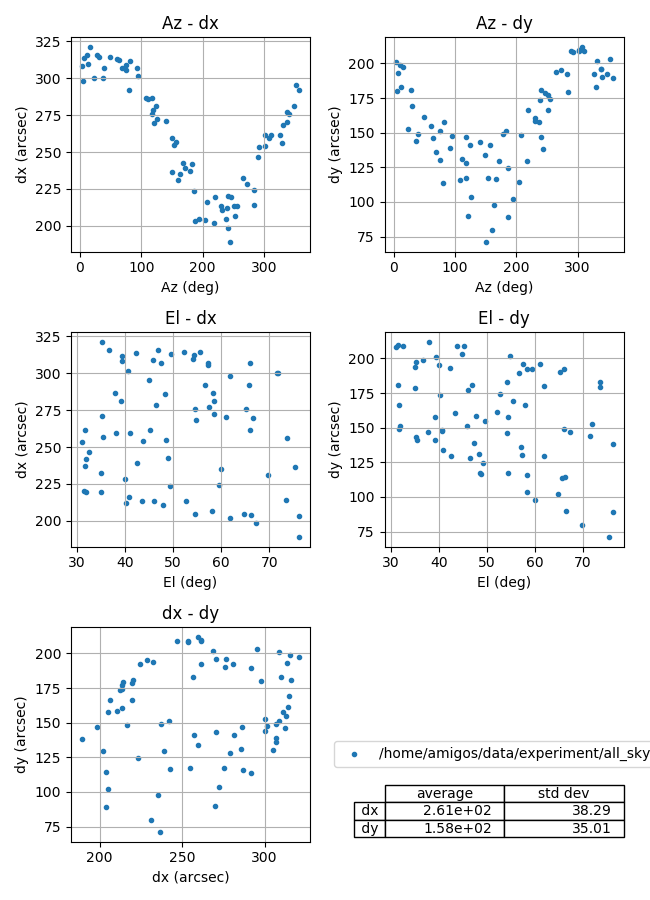 Az - dx
325
300
275
250
225
200
dx (arcsec)
0 100 200 300
Az (deg)
Az - dy
200
175
150
125
100
75
dy (arcsec)
0 100 200 300
Az (deg)
El - dx
325
300
275
250
225
200
dx (arcsec)
30 40 50 60 70
El (deg)
El - dy
200
175
150
125
100
75
dy (arcsec)
30 40 50 60 70
El (deg)
dx - dy
200
175
150
125
100
75
dy (arcsec)
200 250 300
dx (arcsec)
/home/amigos/data/experiment/all_sky
average std dev
dx 2.61e+02 38.29
dy 1.58e+02 35.01